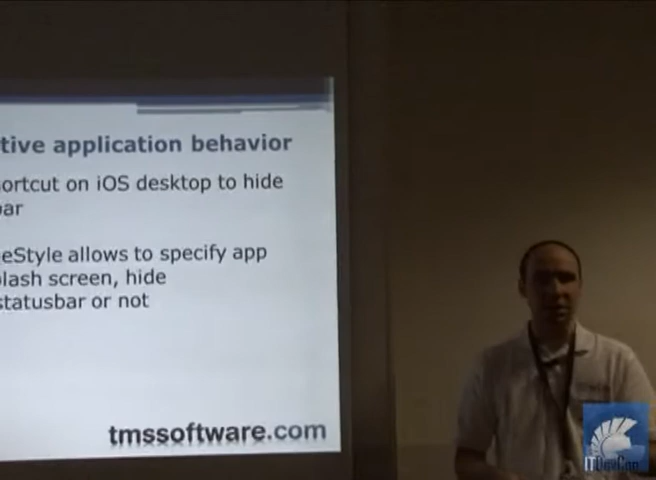 tive application behavior
ortcut on iOS desktop to hide
bar
eStyle allows to specify app
lash screen, hide
statusbar or not
tmssoftware.com
ITDevCon